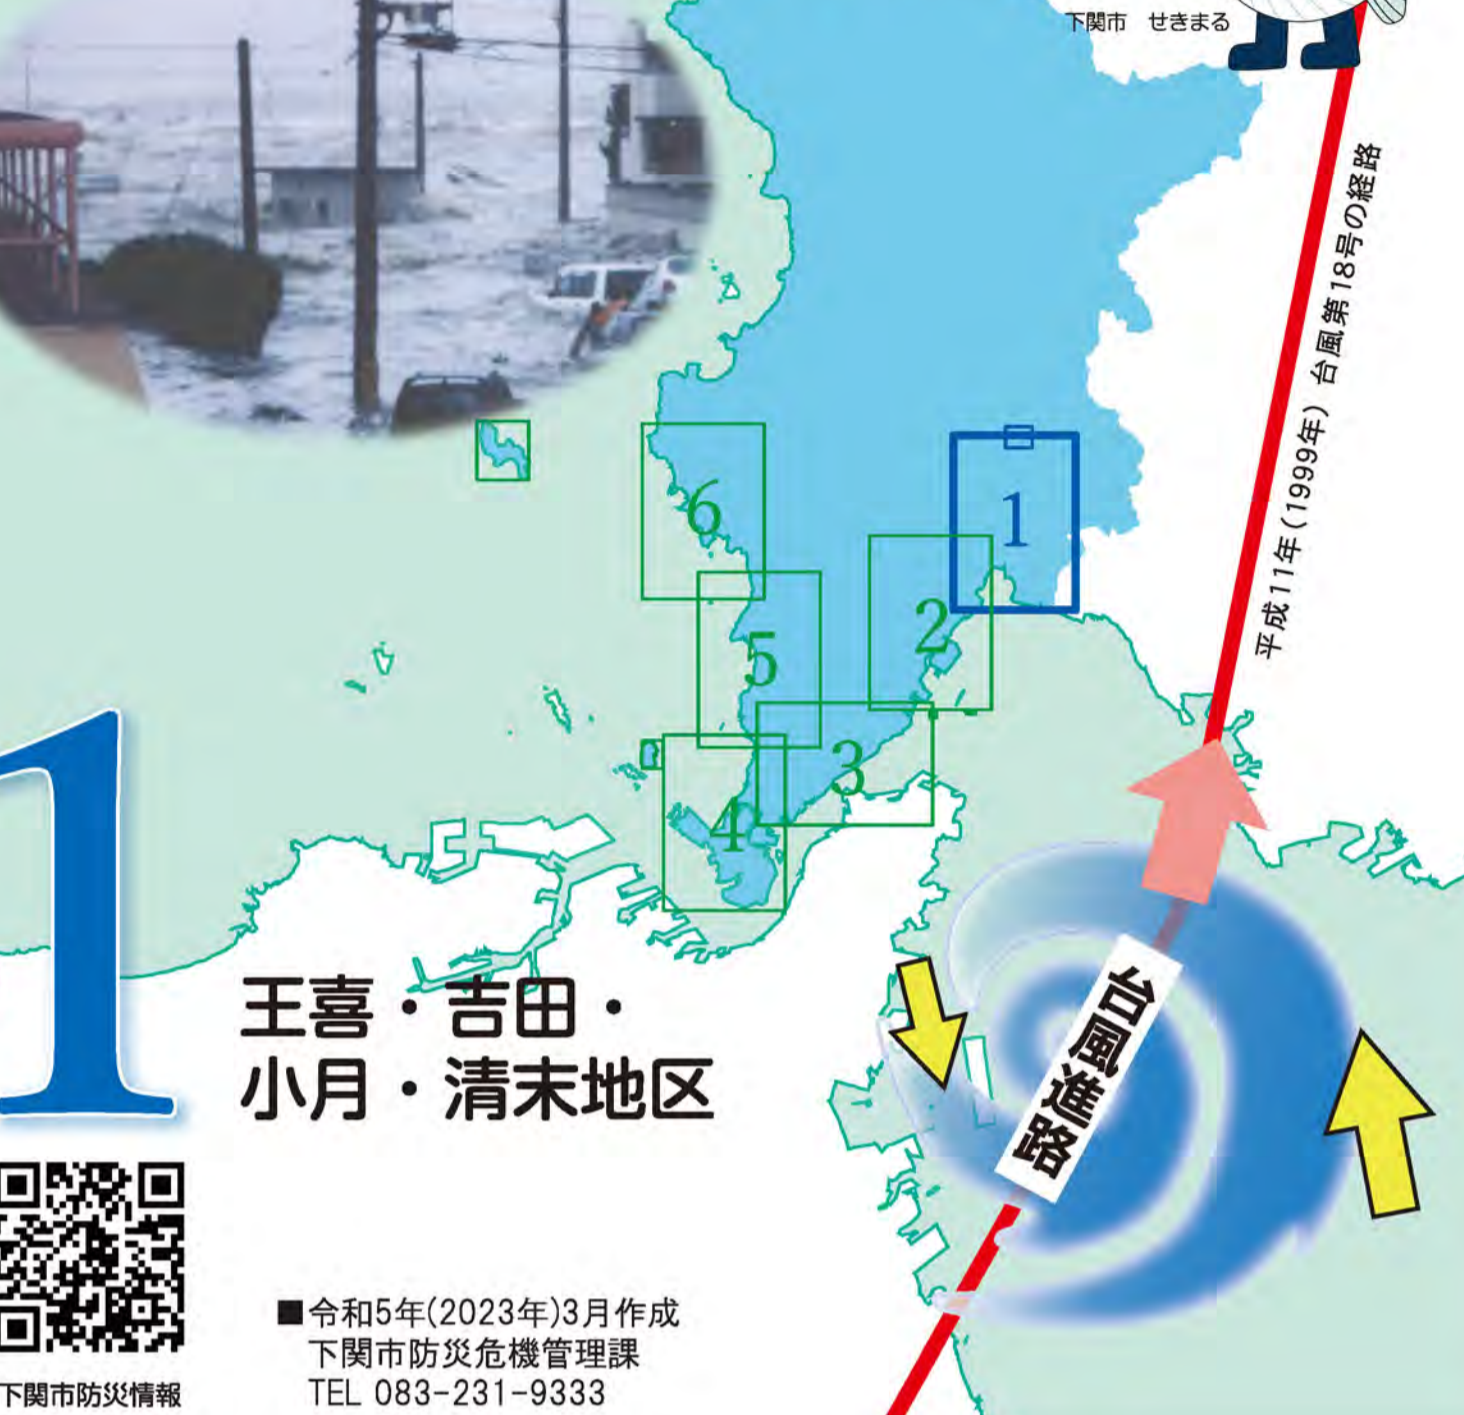 下関市 せきまる
平成11年(1999年) 台風第18号の経路
6
1
2
5
3
4
1
王喜・吉田・
小月・清末地区
台風進路
下関市防災情報
■令和5年(2023年)3月作成
下関市防災危機管理課
TEL 083-231-9333